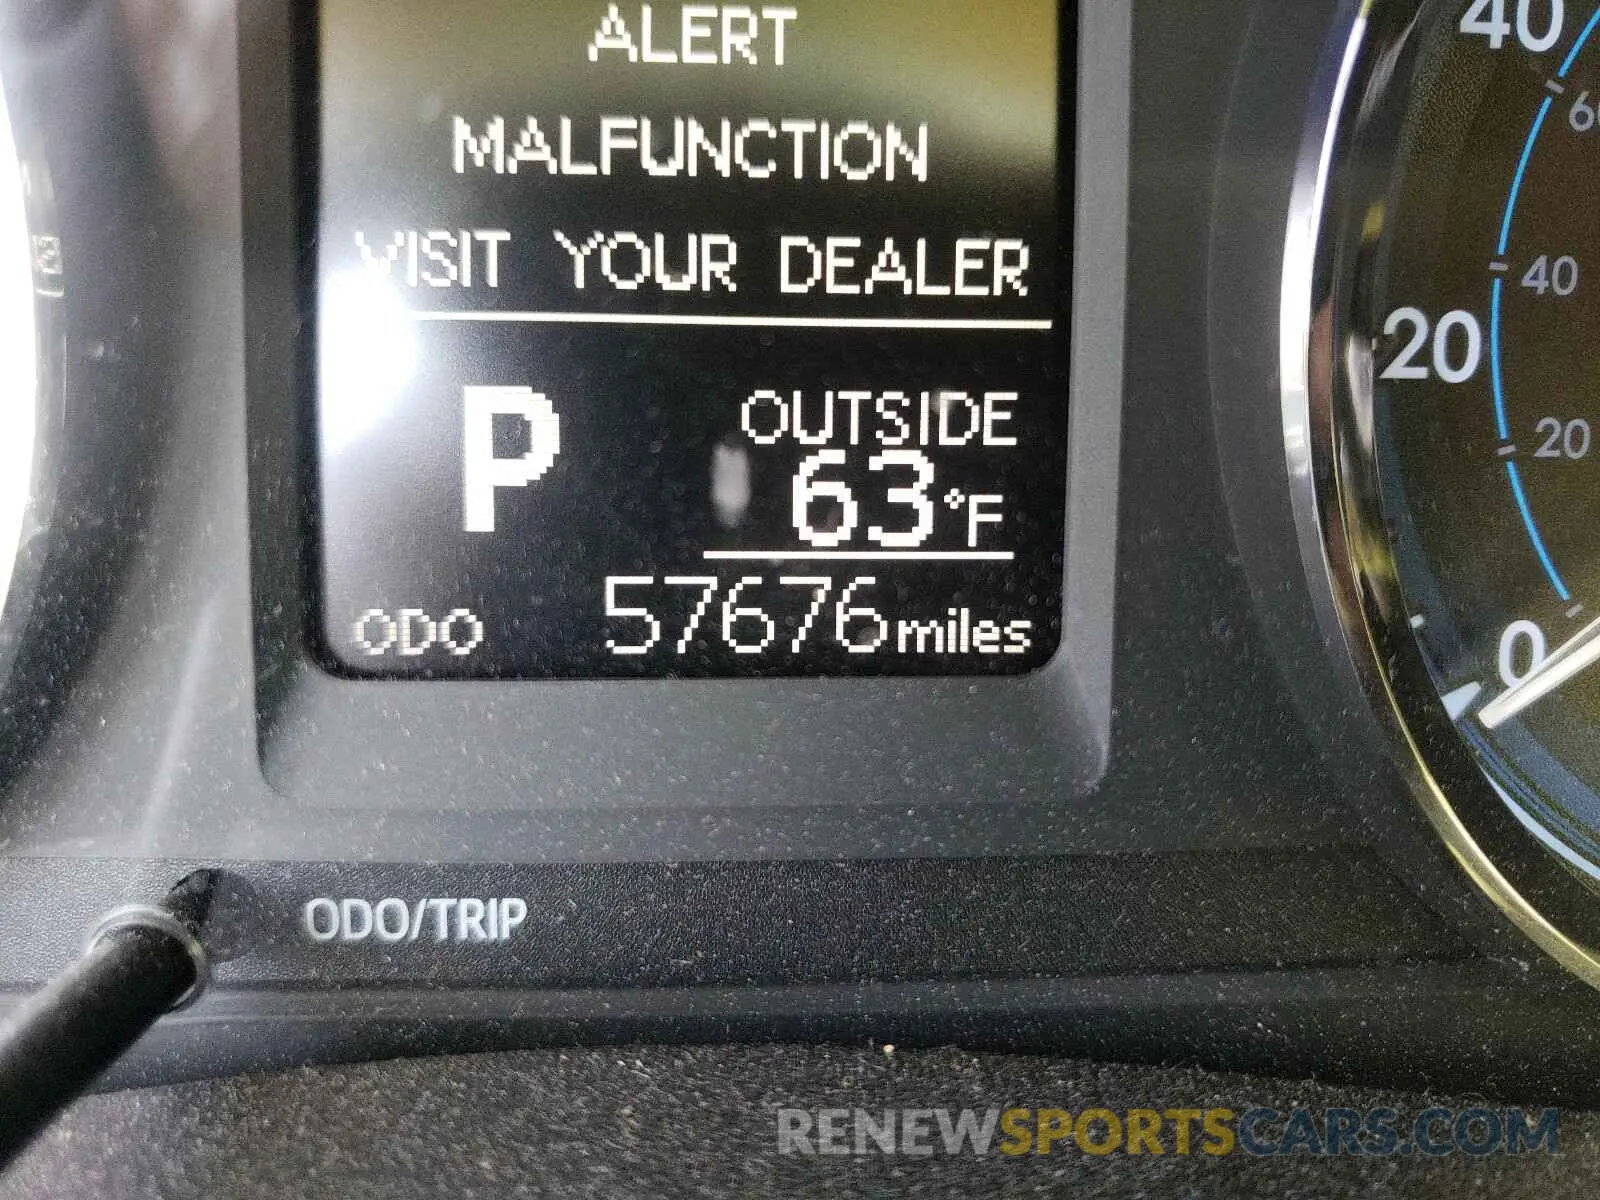 ALERT
MALFUNCTION
VISIT YOUR DEALER
P
OUTSIDE
63°F
ODO 57676 miles
ODO/TRIP
40
40
20
20
0
RENEWSPORTSCARS.COM